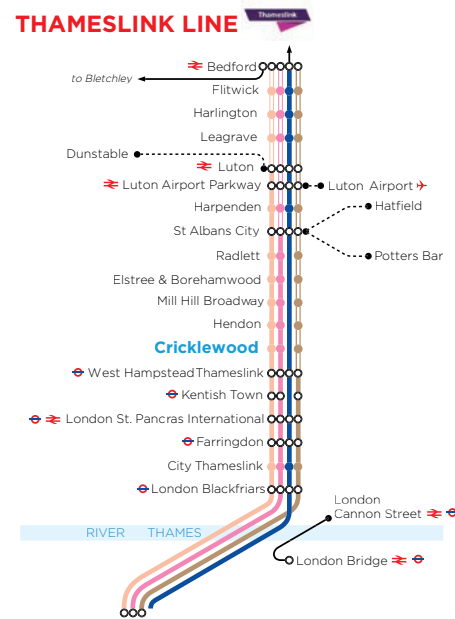 THAMESLINK LINE
Thameslink
Bedford
to Bletchley
Flitwick
Harlington
Leagrave
Dunstable
Luton
Luton Airport Parkway
Luton Airport
Harpenden
Hatfield
St Albans City
Radlett
Potters Bar
Elstree & Borehamwood
Mill Hill Broadway
Hendon
Cricklewood
West Hampstead Thameslink
Kentish Town
London St. Pancras International
Farringdon
City Thameslink
London Blackfriars
London
Cannon Street
RIVER THAMES
London Bridge